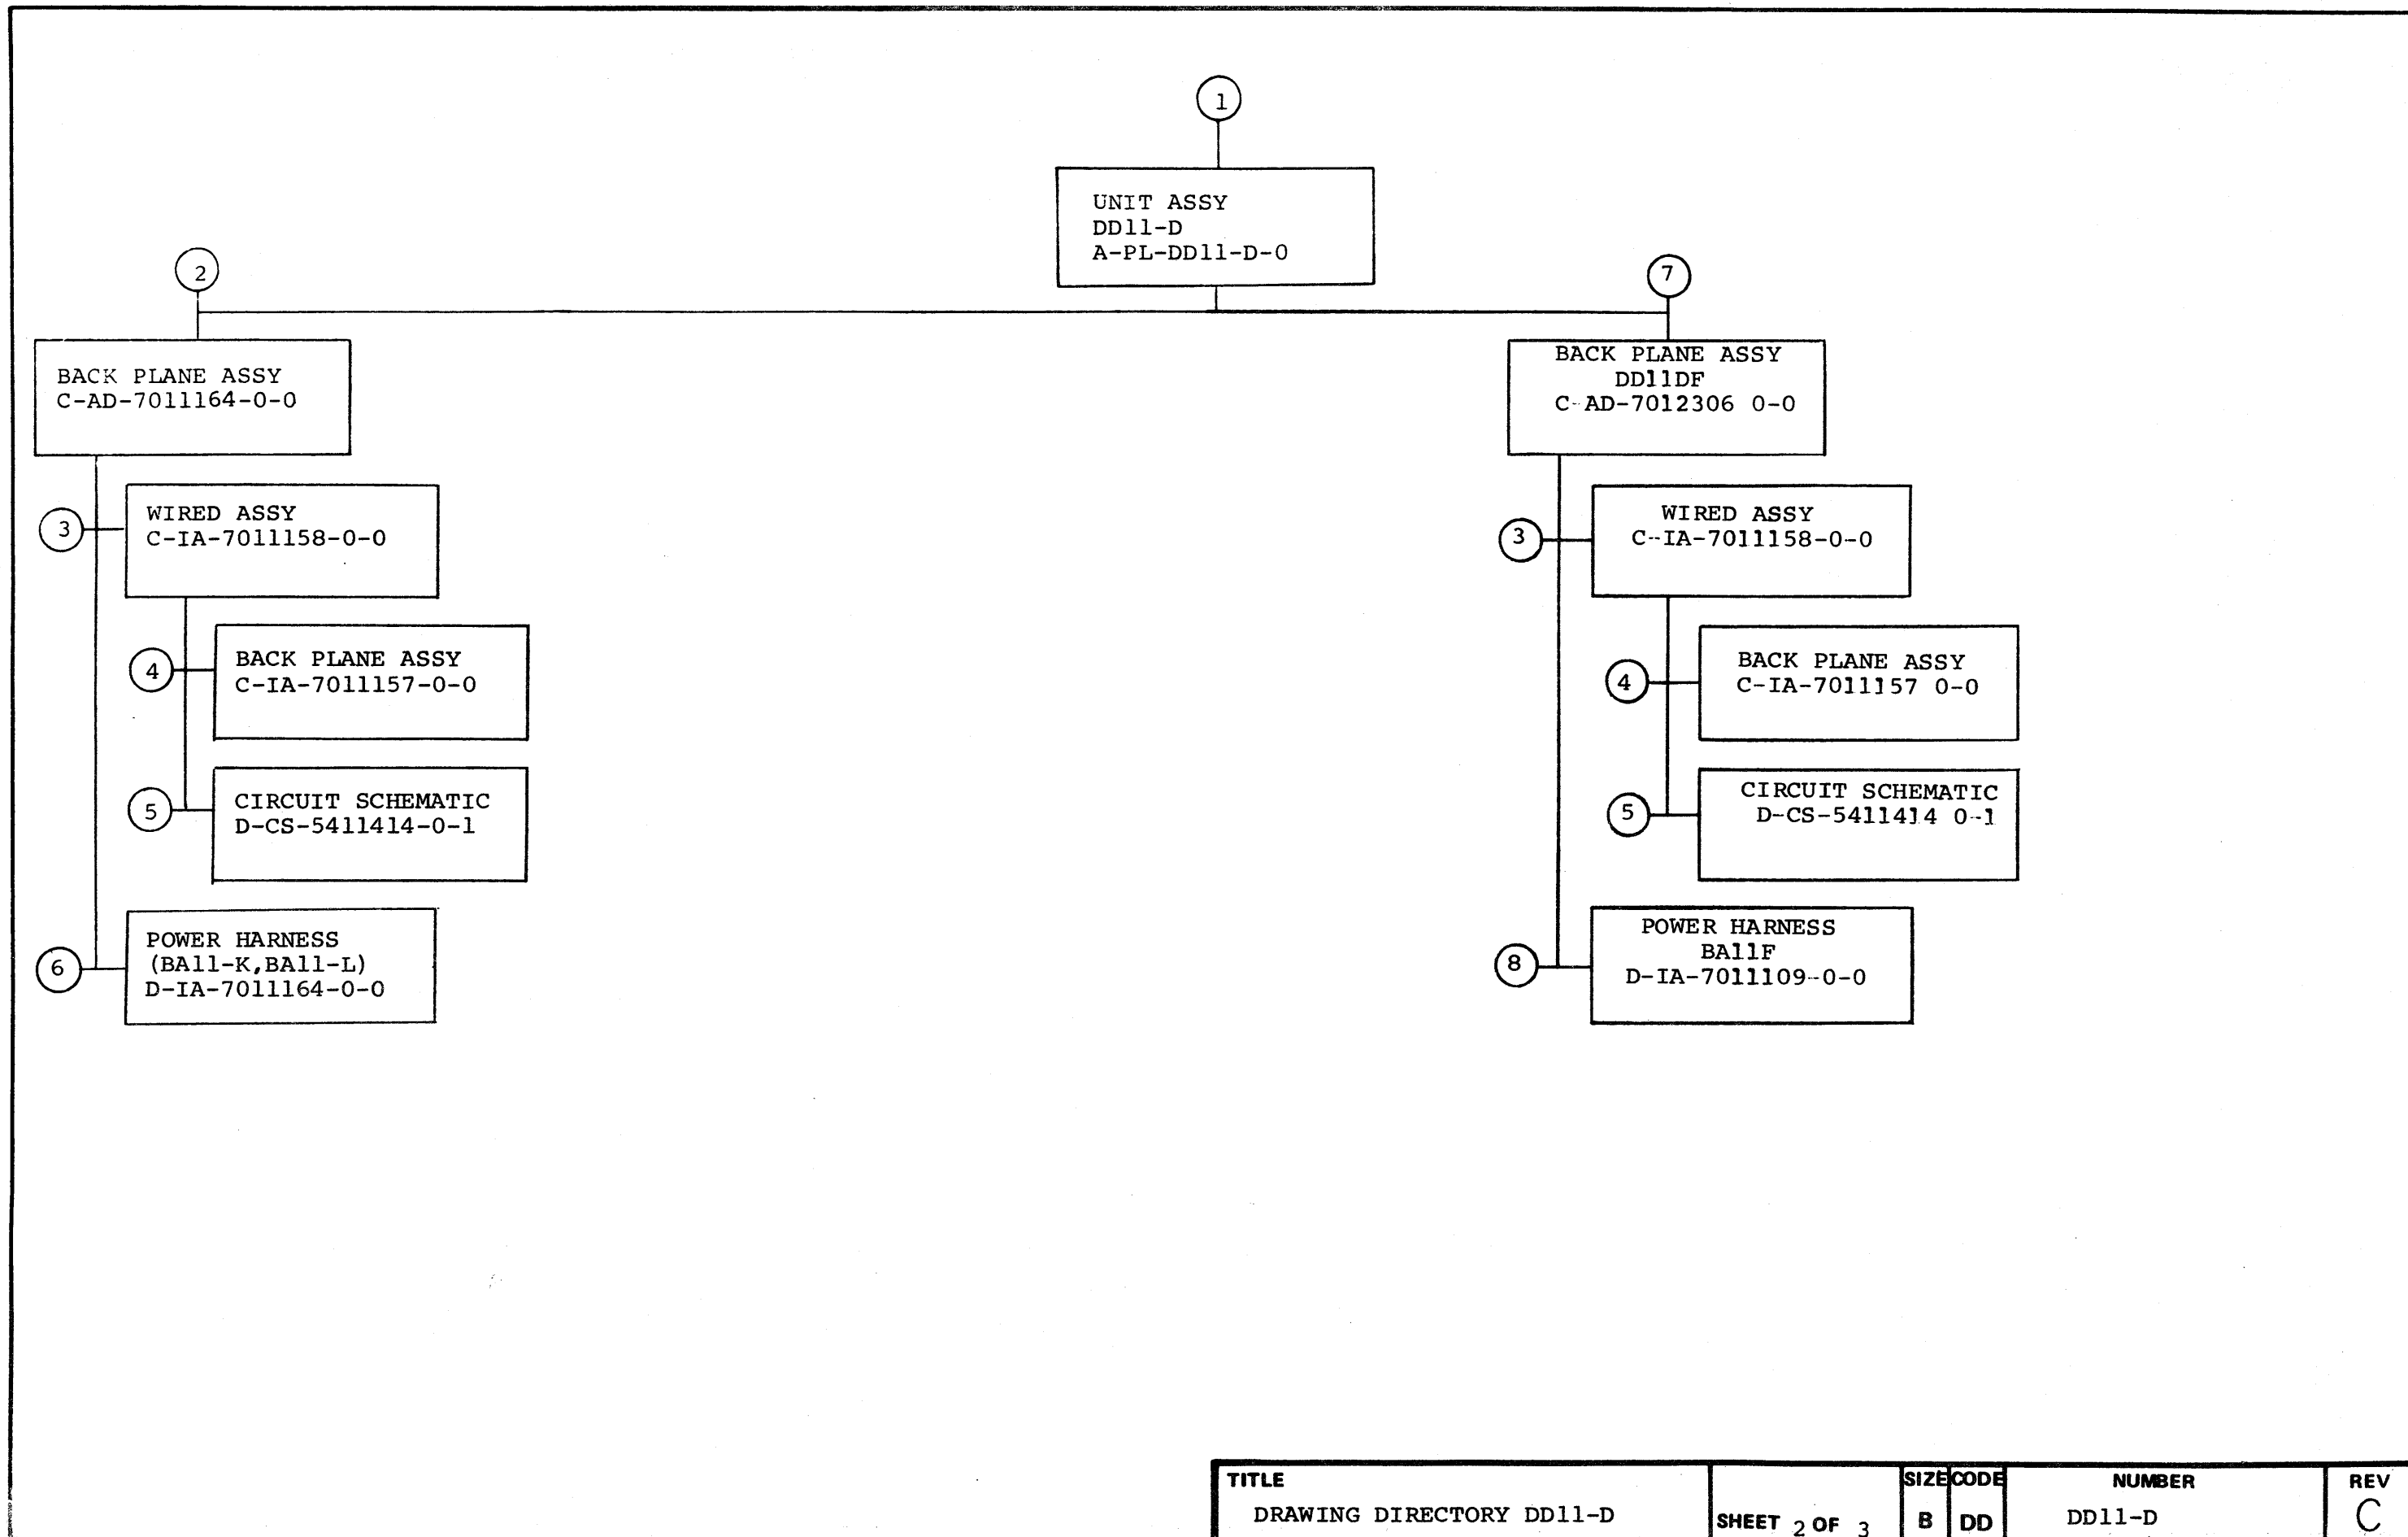 1
UNIT ASSY
DD11-D
A-PL-DD11-D-0
2
BACK PLANE ASSY
C-AD-7011164-0-0
3
WIRED ASSY
C-IA-7011158-0-0
4
BACK PLANE ASSY
C-IA-7011157-0-0
5
CIRCUIT SCHEMATIC
D-CS-5411414-0-1
6
POWER HARNESS
(BA11-K,BA11-L)
D-IA-7011164-0-0
7
BACK PLANE ASSY
DD11DF
C-AD-7012306 0-0
3
WIRED ASSY
C-IA-7011158-0-0
4
BACK PLANE ASSY
C-IA-7011157 0-0
5
CIRCUIT SCHEMATIC
D-CS-5411414 0-1
8
POWER HARNESS
BA11F
D-IA-7011109-0-0
TITLE
DRAWING DIRECTORY DD11-D
SHEET 2 OF 3
SIZE
B
CODE
DD
NUMBER
DD11-D
REV
C